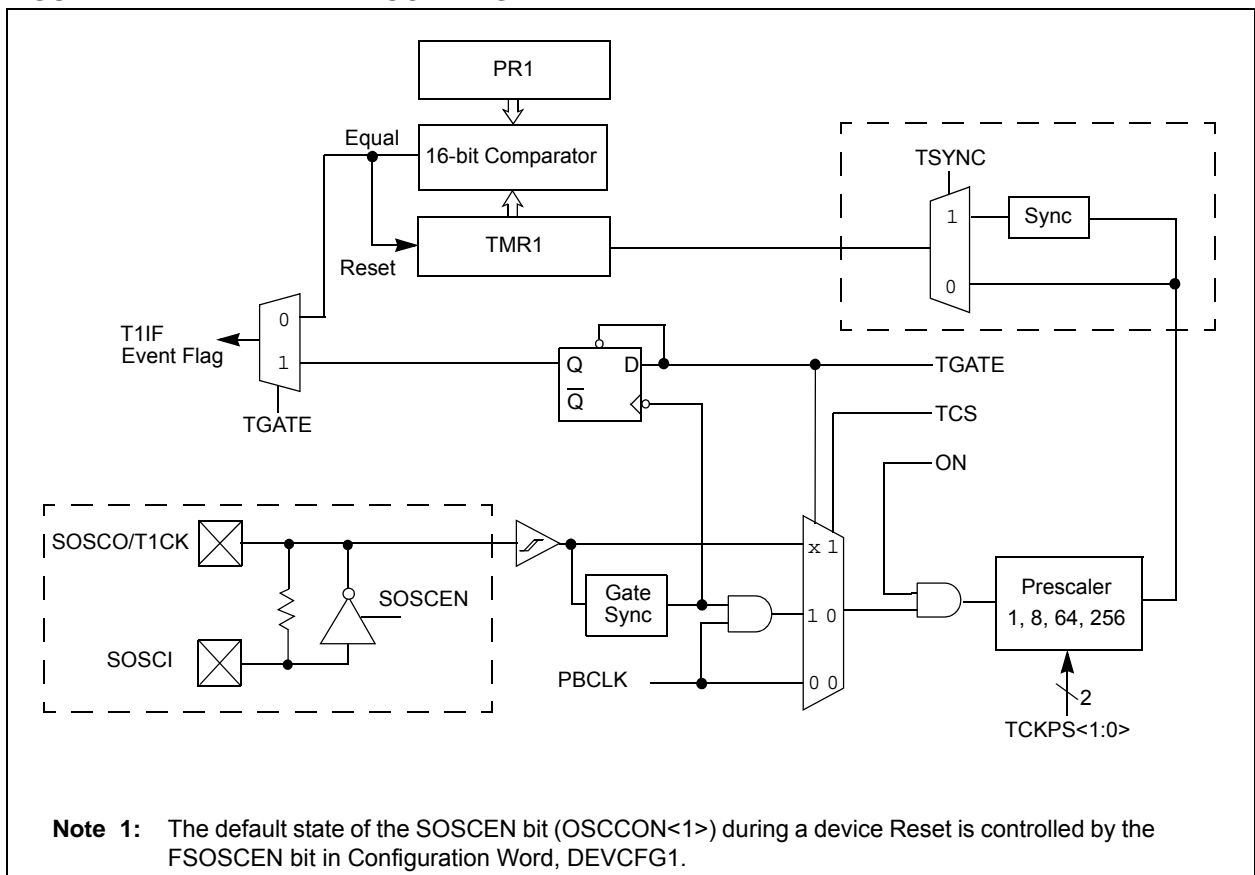 PR1
Equal
16-bit Comparator
TSYNC
1
Sync
TMR1
Reset
0
T1IF
Event Flag
0
1
Q
D
Q
TGATE
TGATE
TCS
ON
SOSCO/T1CK
x 1
SOSCEN
Gate
Sync
1 0
Prescaler
1, 8, 64, 256
SOSCI
PBCLK
0 0
2
TCKPS<1:0>
Note 1: The default state of the SOSCEN bit (OSCCON<1>) during a device Reset is controlled by the
FSOSCEN bit in Configuration Word, DEVCFG1.